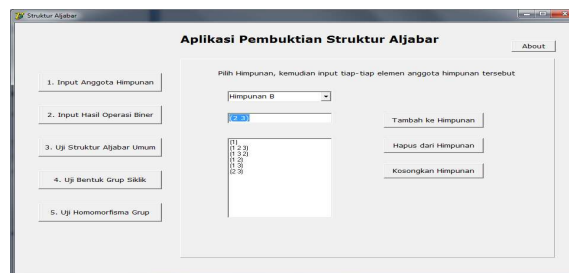 Struktur Aljabar
Aplikasi Pembuktian Struktur Aljabar
About
Pilih Himpunan, kemudian input tiap-tiap elemen anggota himpunan tersebut
1. Input Anggota Himpunan
2. Input Hasil Operasi Biner
3. Uji Struktur Aljabar Umum
4. Uji Bentuk Grup Siklik
5. Uji Homomorfisma Grup
Himpunan B
(2 3)
(1)
(1 2 3)
(1 3 2)
(1 2)
(1 3)
(2 3)
Tambah ke Himpunan
Hapus dari Himpunan
Kosongkan Himpunan